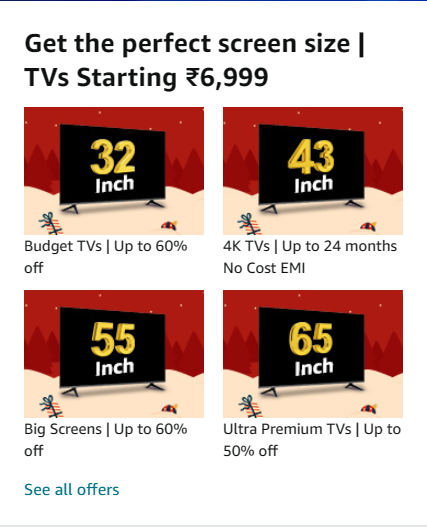 Get the perfect screen size |
TVs Starting ₹6,999
32
Inch
43
Inch
Budget TVs | Up to 60%
off
4K TVs | Up to 24 months
No Cost EMI
55
Inch
65
Inch
Big Screens | Up to 60%
off
Ultra Premium TVs | Up to
50% off
See all offers